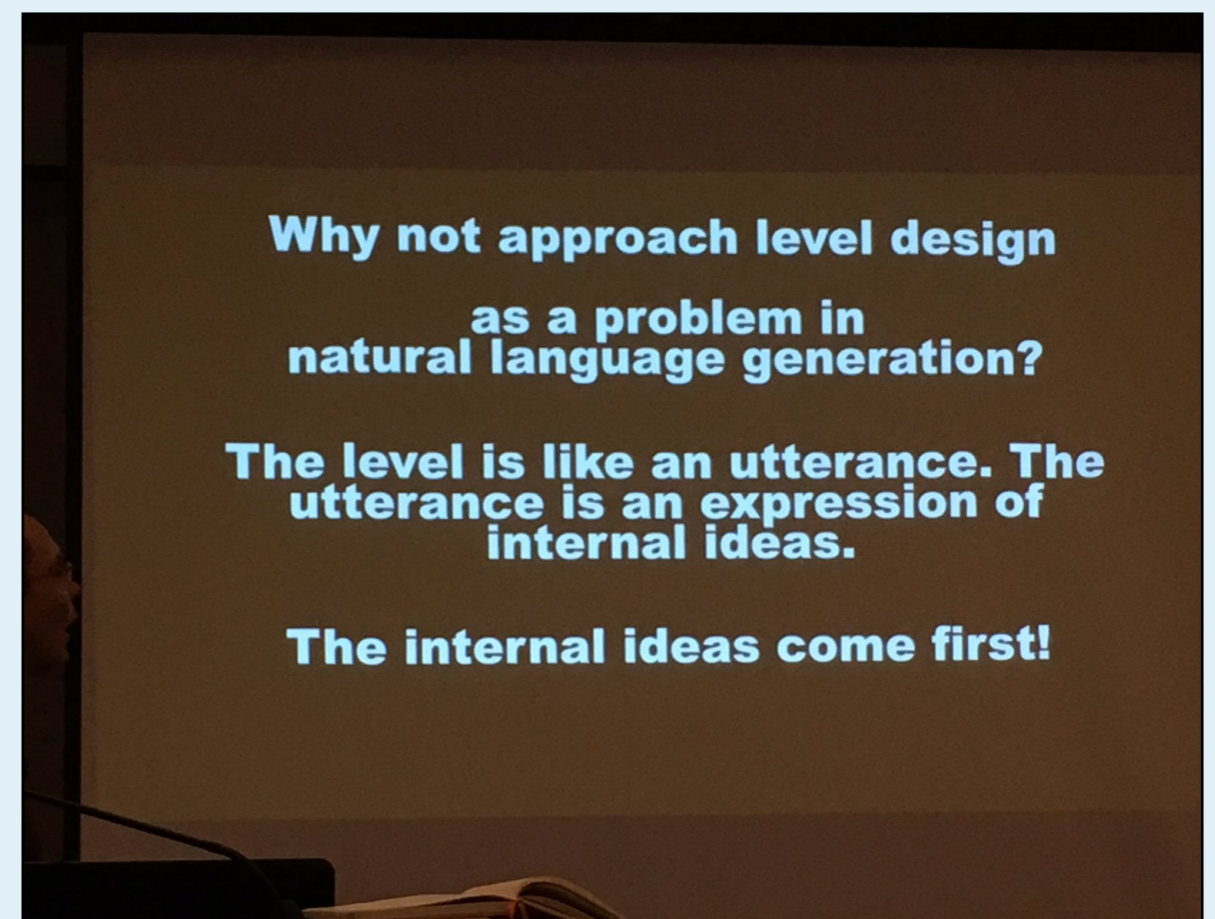 Why not approach level design
as a problem in
natural language generation?
The level is like an utterance. The
utterance is an expression of
internal ideas.
The internal ideas come first!